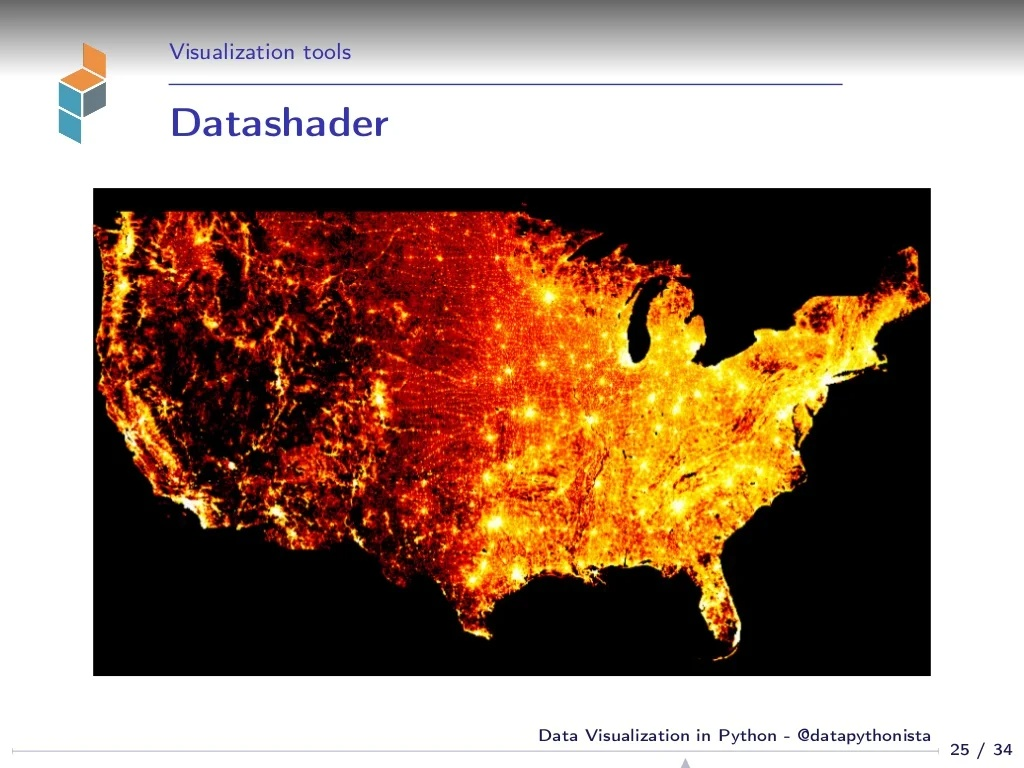 Visualization tools
Datashader
Data Visualization in Python - @datapythonista
25 / 34